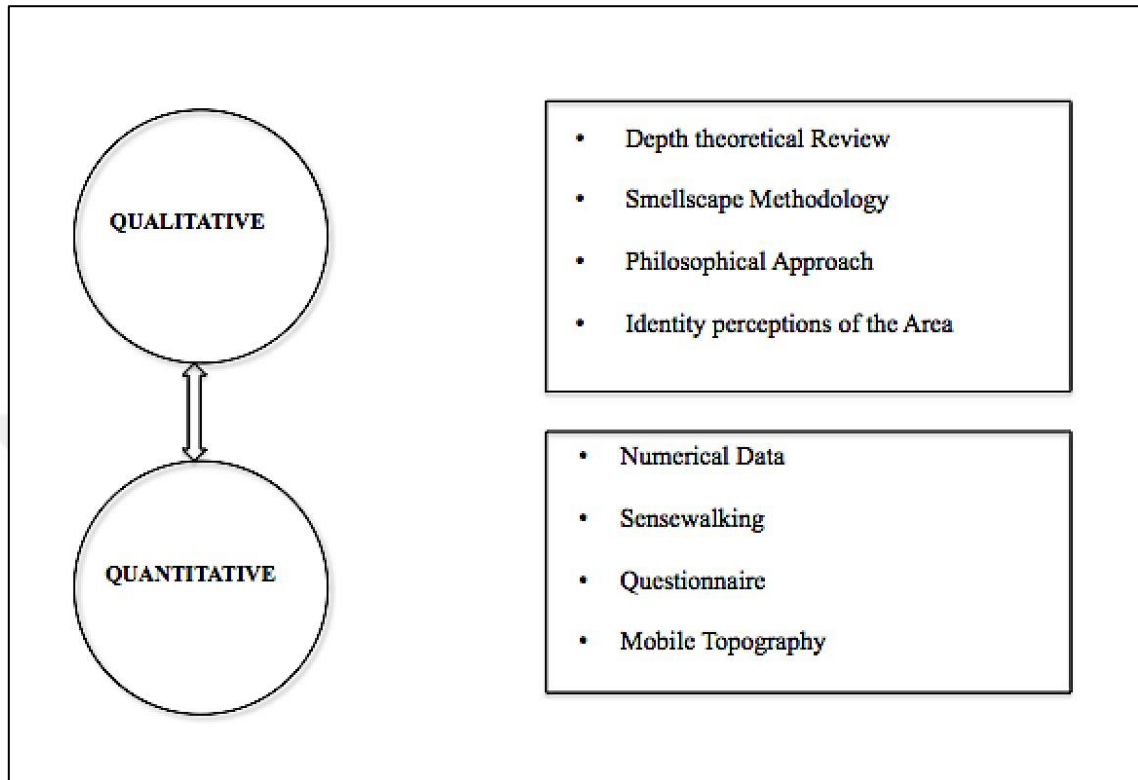 QUALITATIVE
• Depth theoretical Review
• Smellscape Methodology
• Philosophical Approach
• Identity perceptions of the Area
QUANTITATIVE
• Numerical Data
• Sensewalking
• Questionnaire
• Mobile Topography